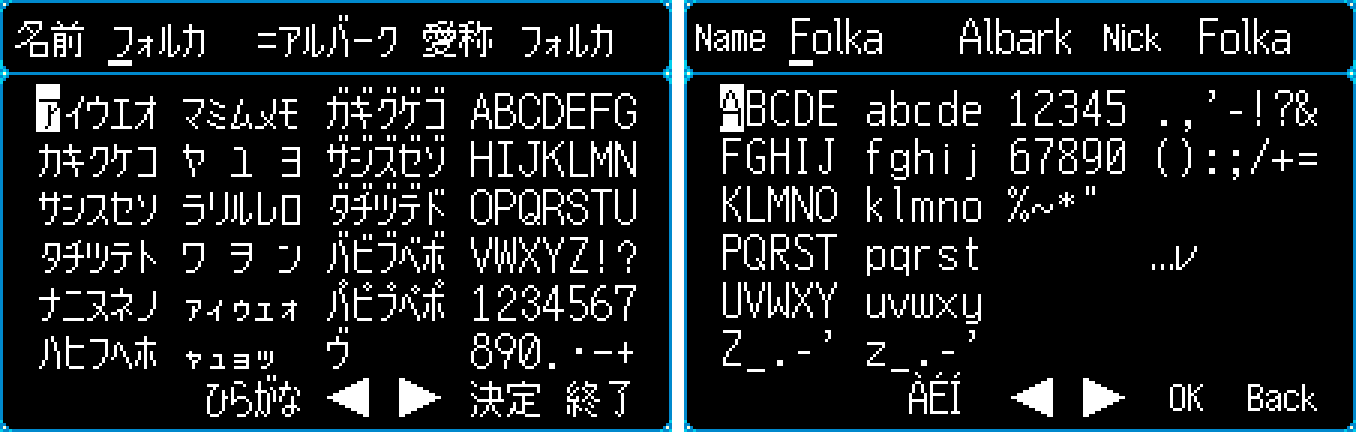 名前 フォルカ =アルバーク 愛称 フォルカ
アイウエオ マミムメモ ガギグゲゴ ABCDEFG
カキクケコ ヤ ユ ヨ ザジズゼゾ HIJKLMN
サシスセソ ラリルレロ ダヂヅデド OPQRSTU
タチツテト ワ ヲ ン バビブベボ VWXYZ!?
ナニヌネノ ァィゥェォ パピプペポ 1234567
ハヒフヘホ ャュョッ ヴ 890.・ー+
ひらがな ◀ ▶ 決定 終了
Name Folka Albark Nick Folka
ABCDE abcde 12345 .,'-!?&
FGHIJ fghij 67890 ():;/+=
KLMNO klmno %~*"
PQRST pqrst …レ
UVWXY uvwxy
Z_.-' z_.-'
ÀÉÍ ◀ ▶ OK Back